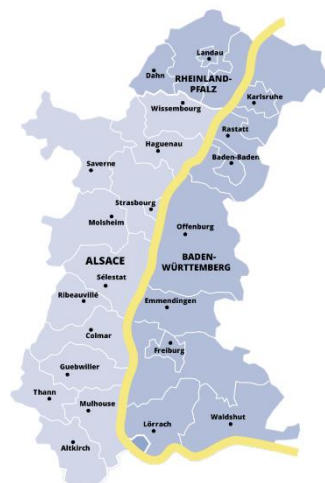 Landau
Dahn
RHEINLAND-
PFALZ
Karlsruhe
Wissembourg
Rastatt
Haguenau
Baden-Baden
Saverne
Strasbourg
Molsheim
Offenburg
ALSACE
BADEN-
WÜRTTEMBERG
Sélestat
Ribeauvillé
Emmendingen
Colmar
Freiburg
Guebwiller
Thann
Mulhouse
Lörrach
Waldshut
Altkirch